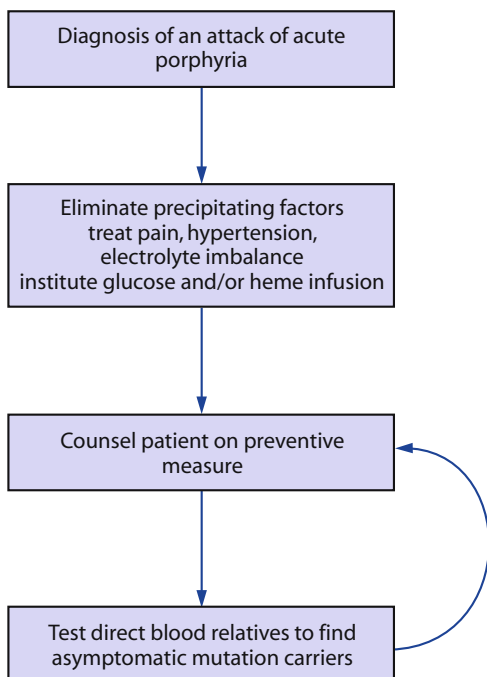 Diagnosis of an attack of acute
porphyria
Eliminate precipitating factors
treat pain, hypertension,
electrolyte imbalance
institute glucose and/or heme infusion
Counsel patient on preventive
measure
Test direct blood relatives to find
asymptomatic mutation carriers